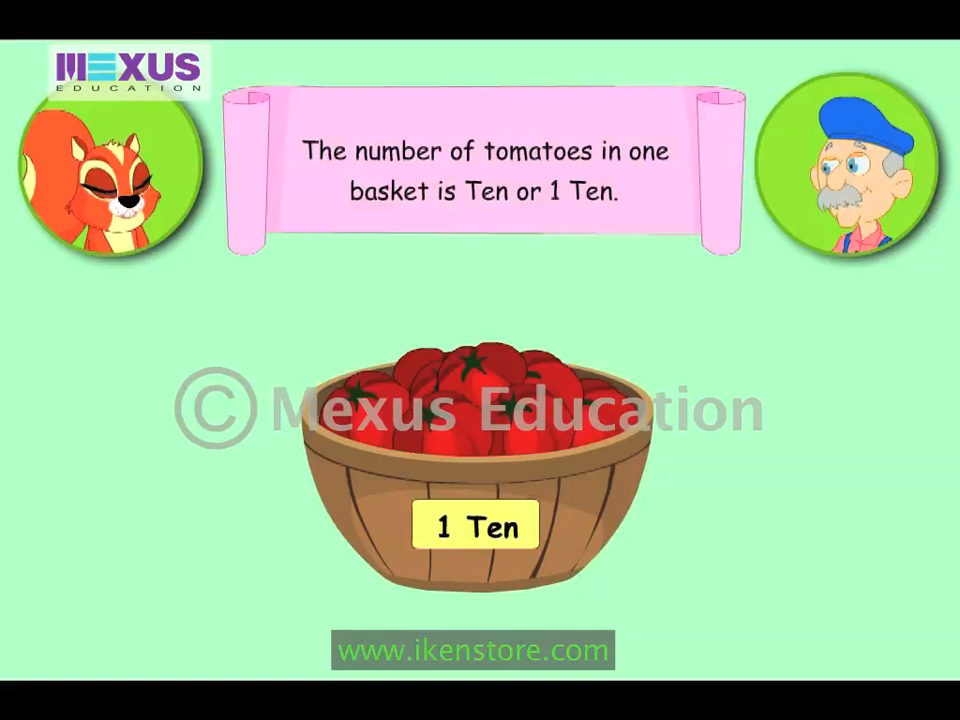 MEXUS
EDUCATION
The number of tomatoes in one
basket is Ten or 1 Ten.
© Mexus Education
1 Ten
www.ikenstore.com